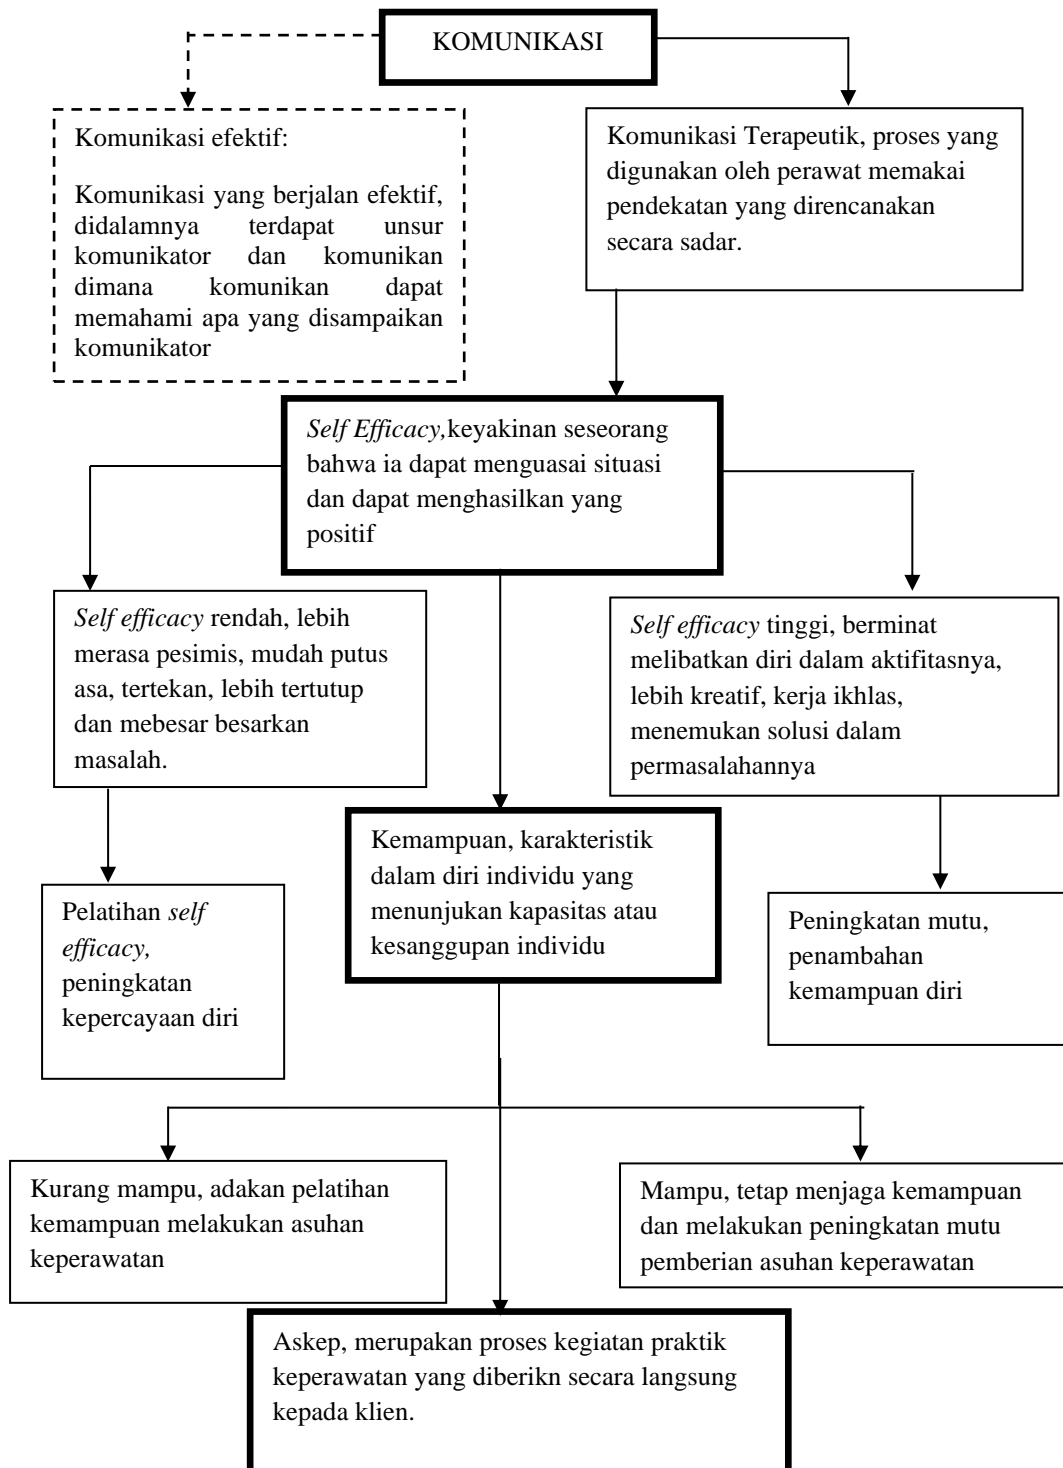 KOMUNIKASI
Komunikasi efektif:
Komunikasi yang berjalan efektif,
didalamnya terdapat unsur
komunikator dan komunikan
dimana komunikan dapat
memahami apa yang disampaikan
komunikator
Komunikasi Terapeutik, proses yang
digunakan oleh perawat memakai
pendekatan yang direncanakan
secara sadar.
Self Efficacy,keyakinan seseorang
bahwa ia dapat menguasai situasi
dan dapat menghasilkan yang
positif
Self efficacy rendah, lebih
merasa pesimis, mudah putus
asa, tertekan, lebih tertutup
dan mebesar besarkan
masalah.
Self efficacy tinggi, berminat
melibatkan diri dalam aktifitasnya,
lebih kreatif, kerja ikhlas,
menemukan solusi dalam
permasalahannya
Kemampuan, karakteristik
dalam diri individu yang
menunjukan kapasitas atau
kesanggupan individu
Pelatihan self
efficacy,
peningkatan
kepercayaan diri
Peningkatan mutu,
penambahan
kemampuan diri
Kurang mampu, adakan pelatihan
kemampuan melakukan asuhan
keperawatan
Mampu, tetap menjaga kemampuan
dan melakukan peningkatan mutu
pemberian asuhan keperawatan
Askep, merupakan proses kegiatan praktik
keperawatan yang diberikn secara langsung
kepada klien.